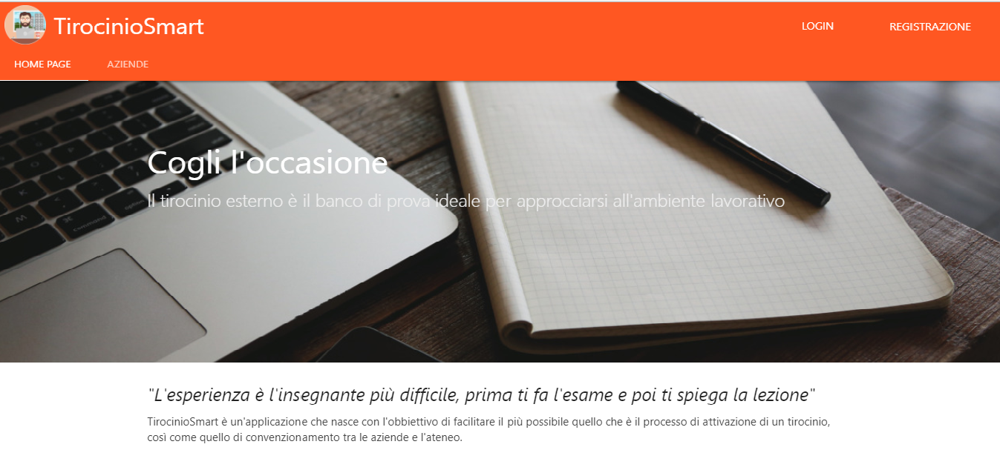 TirocinioSmart
LOGIN
REGISTRAZIONE
HOME PAGE
AZIENDE
Cogli l'occasione
Il tirocinio esterno è il banco di prova ideale per approcciarsi all'ambiente lavorativo
M
command
option
"L'esperienza è l'insegnante più difficile, prima ti fa l'esame e poi ti spiega la lezione"
TirocinioSmart è un'applicazione che nasce con l'obbiettivo di facilitare il più possibile quello che è il processo di attivazione di un tirocinio,
così come quello di convenzionamento tra le aziende e l'ateneo.